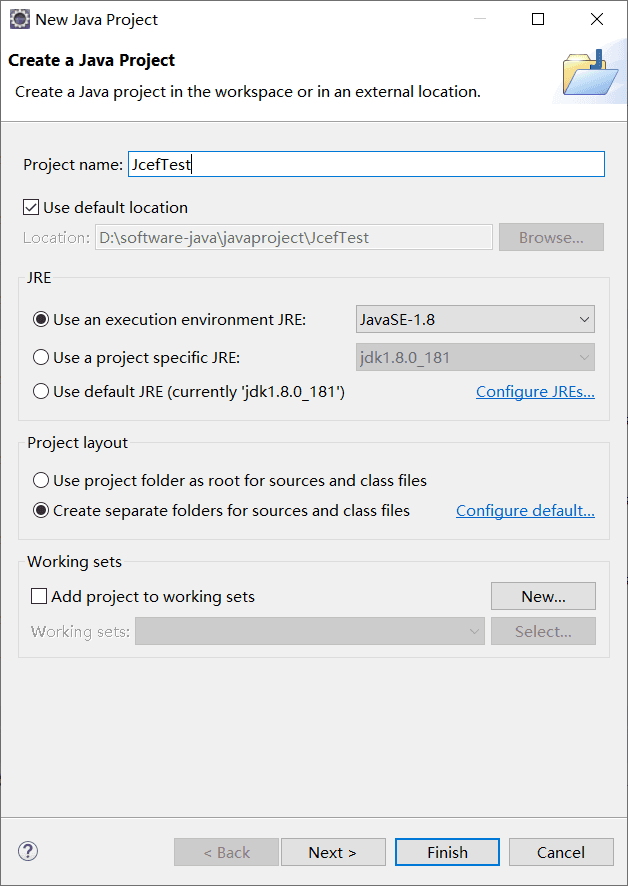 New Java Project
Create a Java Project
Create a Java project in the workspace or in an external location.
Project name: JcefTest
Use default location
Location: D:\software-java\javaproject\JcefTest Browse...
JRE
Use an execution environment JRE: JavaSE-1.8
Use a project specific JRE: jdk1.8.0_181
Use default JRE (currently 'jdk1.8.0_181') Configure JREs...
Project layout
Use project folder as root for sources and class files
Create separate folders for sources and class files Configure default...
Working sets
Add project to working sets New...
Working sets: Select...
? < Back Next > Finish Cancel